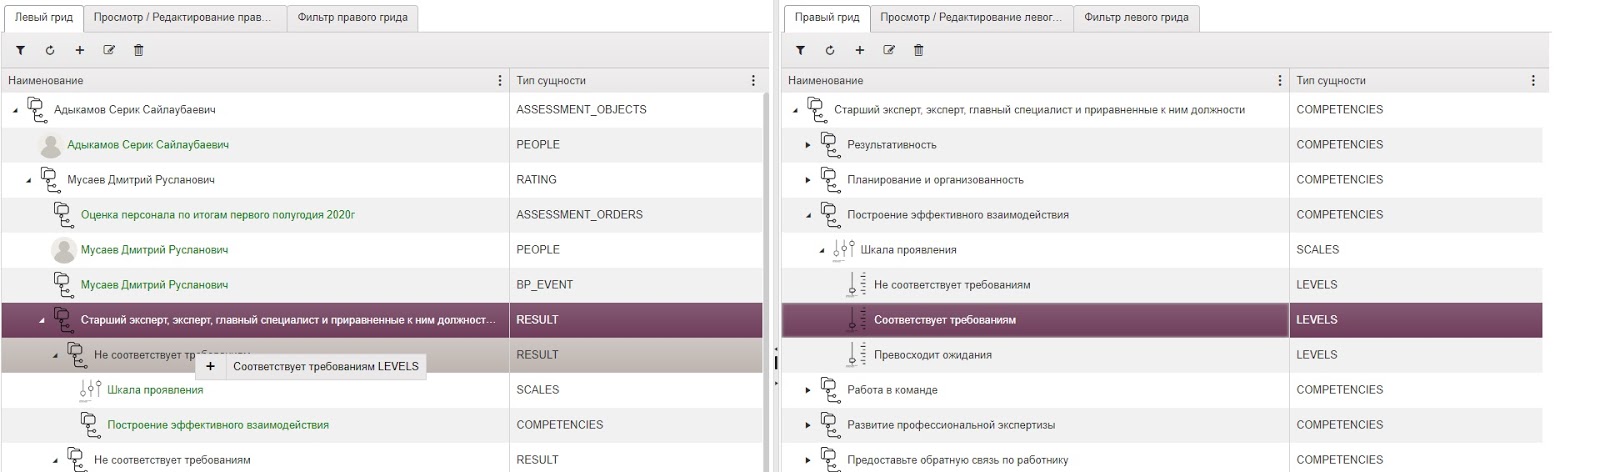 Левый грид Просмотр / Редактирование прав... Фильтр правого грида
Наименование Тип сущности
Адыкамов Серик Сайлаубаевич ASSESSMENT_OBJECTS
Адыкамов Серик Сайлаубаевич PEOPLE
Мусаев Дмитрий Русланович RATING
Оценка персонала по итогам первого полугодия 2020г ASSESSMENT_ORDERS
Мусаев Дмитрий Русланович PEOPLE
Мусаев Дмитрий Русланович BP_EVENT
Старший эксперт, эксперт, главный специалист и приравненные к ним должност... RESULT
Не соответствует RESULT
+ Соответствует требованиям LEVELS
Шкала проявления SCALES
Построение эффективного взаимодействия COMPETENCIES
Не соответствует требованиям RESULT
Правый грид Просмотр / Редактирование левог... Фильтр левого грида
Наименование Тип сущности
Старший эксперт, эксперт, главный специалист и приравненные к ним должности COMPETENCIES
Результативность COMPETENCIES
Планирование и организованность COMPETENCIES
Построение эффективного взаимодействия COMPETENCIES
Шкала проявления SCALES
Не соответствует требованиям LEVELS
Соответствует требованиям LEVELS
Превосходит ожидания LEVELS
Работа в команде COMPETENCIES
Развитие профессиональной экспертизы COMPETENCIES
Предоставьте обратную связь по работнику COMPETENCIES